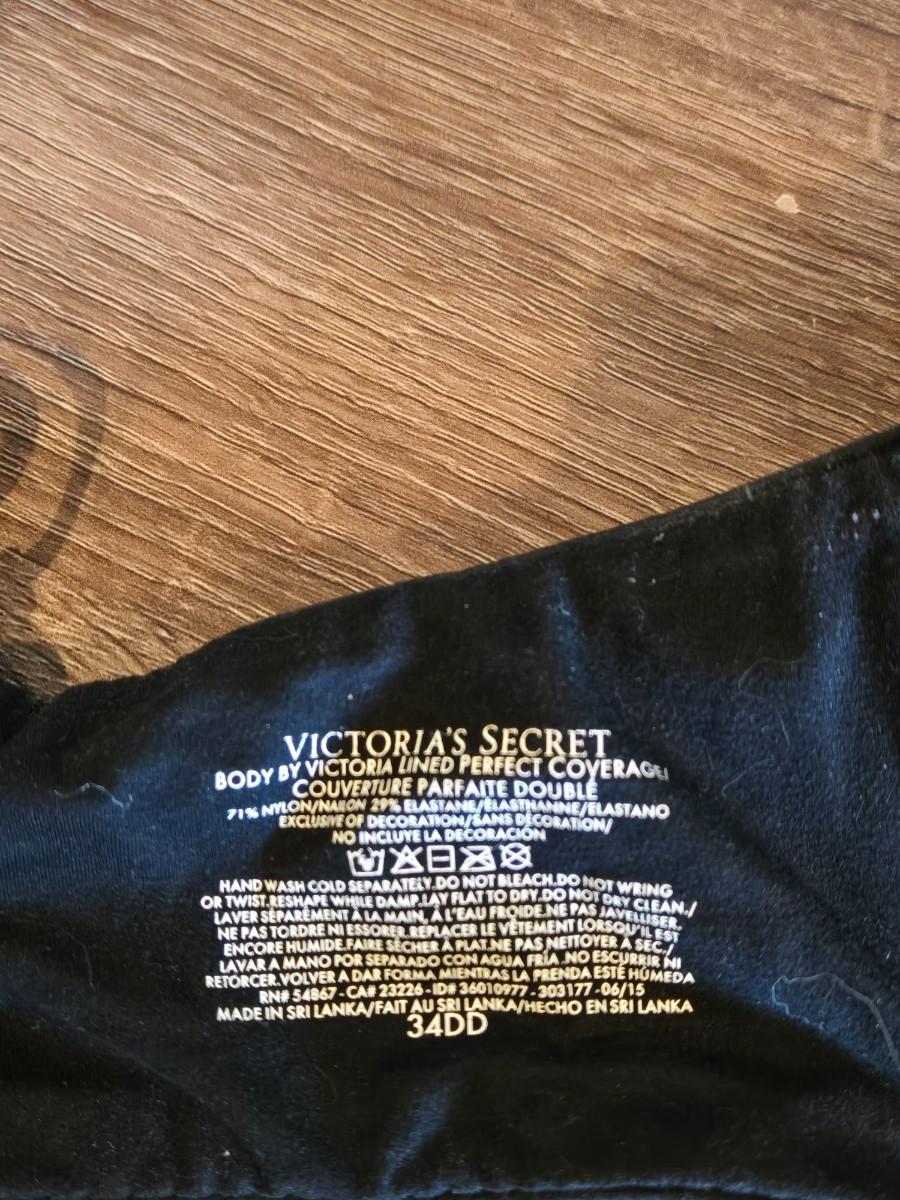 VICTORIA'S SECRET
BODY BY VICTORIA LINED PERFECT COVERAGE/
COUVERTURE PARFAITE DOUBLÉ
71% NYLON/NAILON 29% ELASTANE/ÉLASTHANNE/ELASTANO
EXCLUSIVE OF DECORATION/SANS DÉCORATION/
NO INCLUYE LA DECORACIÓN
HAND WASH COLD SEPARATELY.DO NOT BLEACH.DO NOT WRING
OR TWIST.RESHAPE WHILE DAMP.LAY FLAT TO DRY.DO NOT DRY CLEAN./
LAVER SÉPARÉMENT À LA MAIN, À L'EAU FROIDE.NE PAS JAVELLISER.
NE PAS TORDRE NI ESSORER.REPLACER LE VÊTEMENT LORSQU'IL EST
ENCORE HUMIDE.FAIRE SÉCHER À PLAT.NE PAS NETTOYER À SEC./
LAVAR A MANO POR SEPARADO CON AGUA FRÍA .NO ESCURRIR NI
RETORCER.VOLVER A DAR FORMA MIENTRAS LA PRENDA ESTÉ HÚMEDA
RN# 54867 - CA# 23226 - ID# 36010977 - 303177 - 06/15
MADE IN SRI LANKA/FAIT AU SRI LANKA/HECHO EN SRI LANKA
34DD